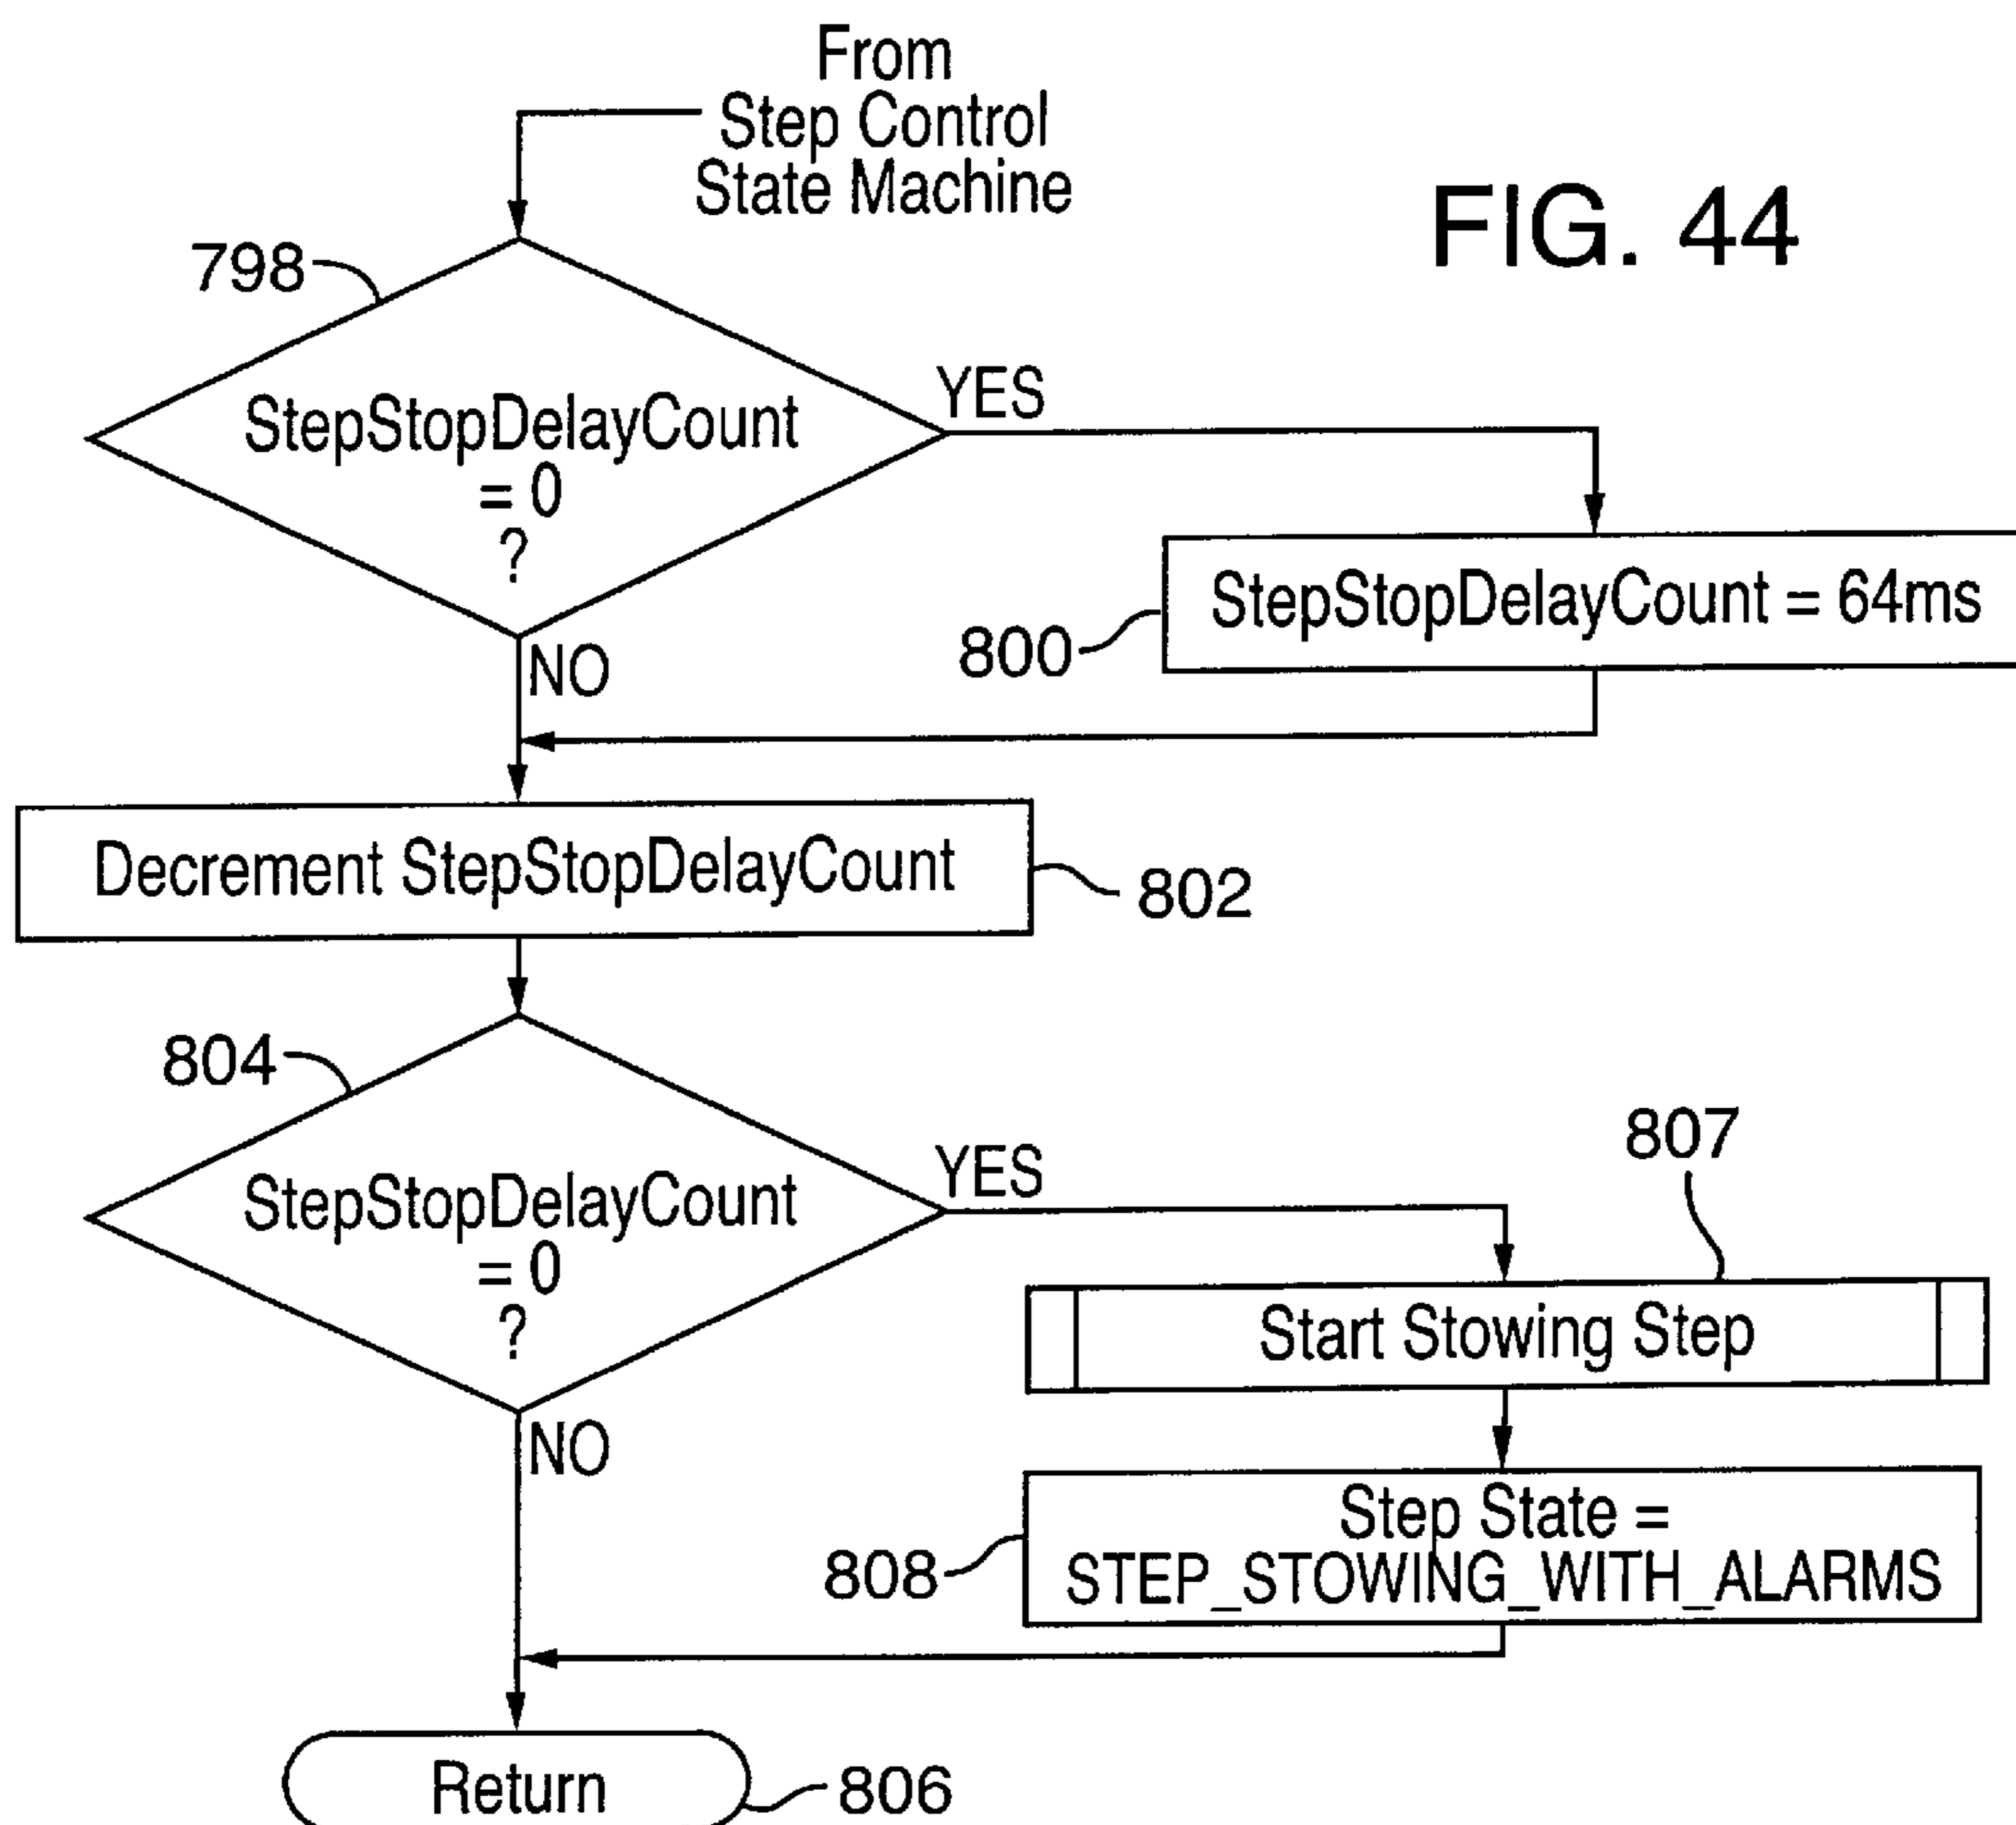 From
Step Control
State Machine
FIG. 44
798
StepStopDelayCount
= 0
?
YES
NO
StepStopDelayCount = 64ms
800
Decrement StepStopDelayCount
802
804
StepStopDelayCount
= 0
?
YES
NO
807
Start Stowing Step
Step State =
STEP_STOWING_WITH_ALARMS
808
Return
806